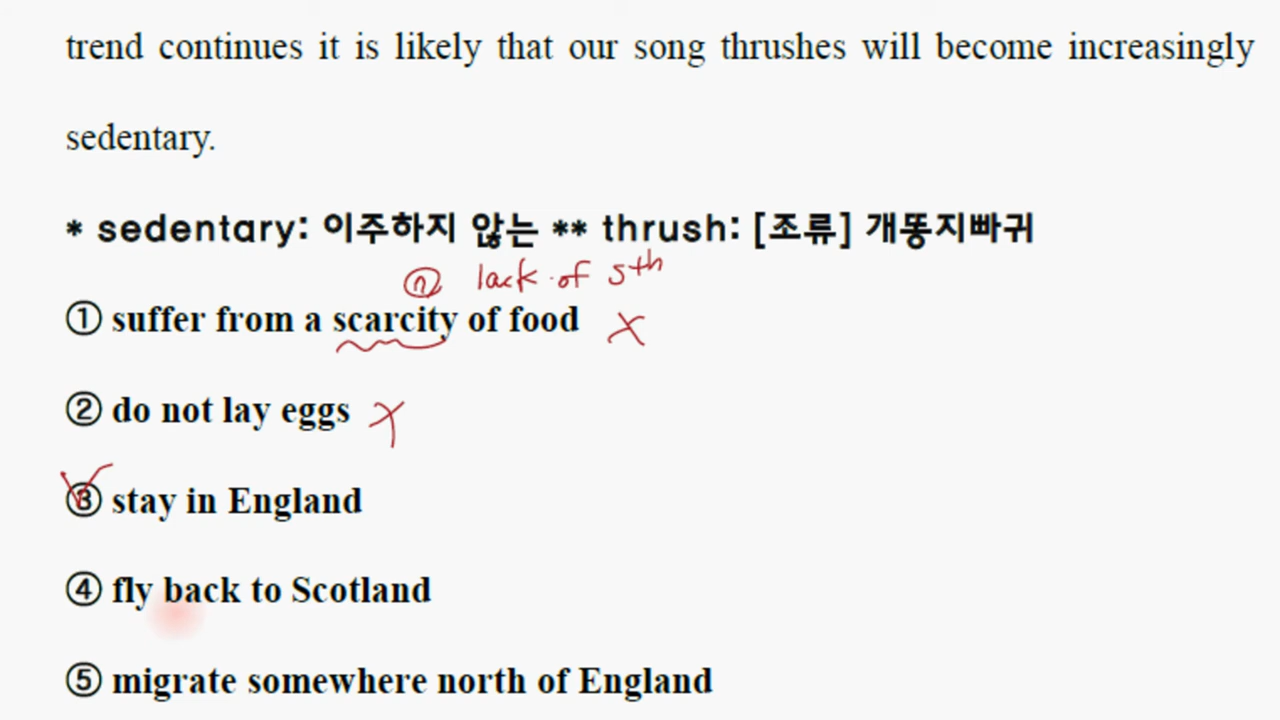 trend continues it is likely that our song thrushes will become increasingly
sedentary.
* sedentary: 이주하지 않는 ** thrush: [조류] 개똥지빠귀
ⓝ lack of sth
① suffer from a scarcity of food X
② do not lay eggs X
③ stay in England
④ fly back to Scotland
⑤ migrate somewhere north of England